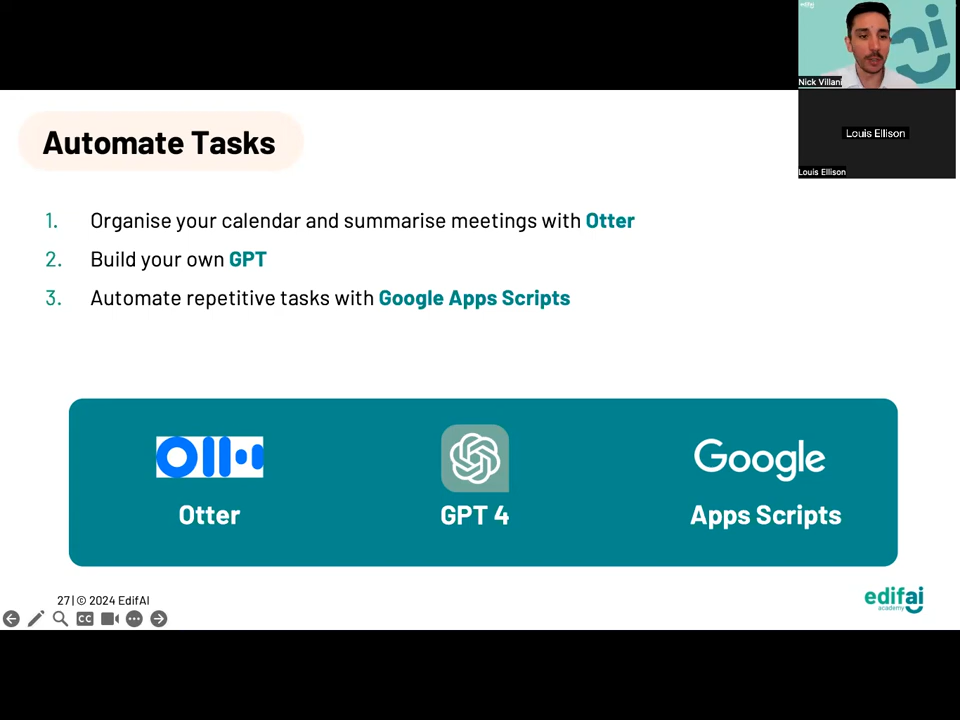 edifai
Nick Villani
Louis Ellison
Louis Ellison
Automate Tasks
1. Organise your calendar and summarise meetings with Otter
2. Build your own GPT
3. Automate repetitive tasks with Google Apps Scripts
Google
Otter
GPT 4
Apps Scripts
27 | © 2024 EdifAI
CC
edifai
academy